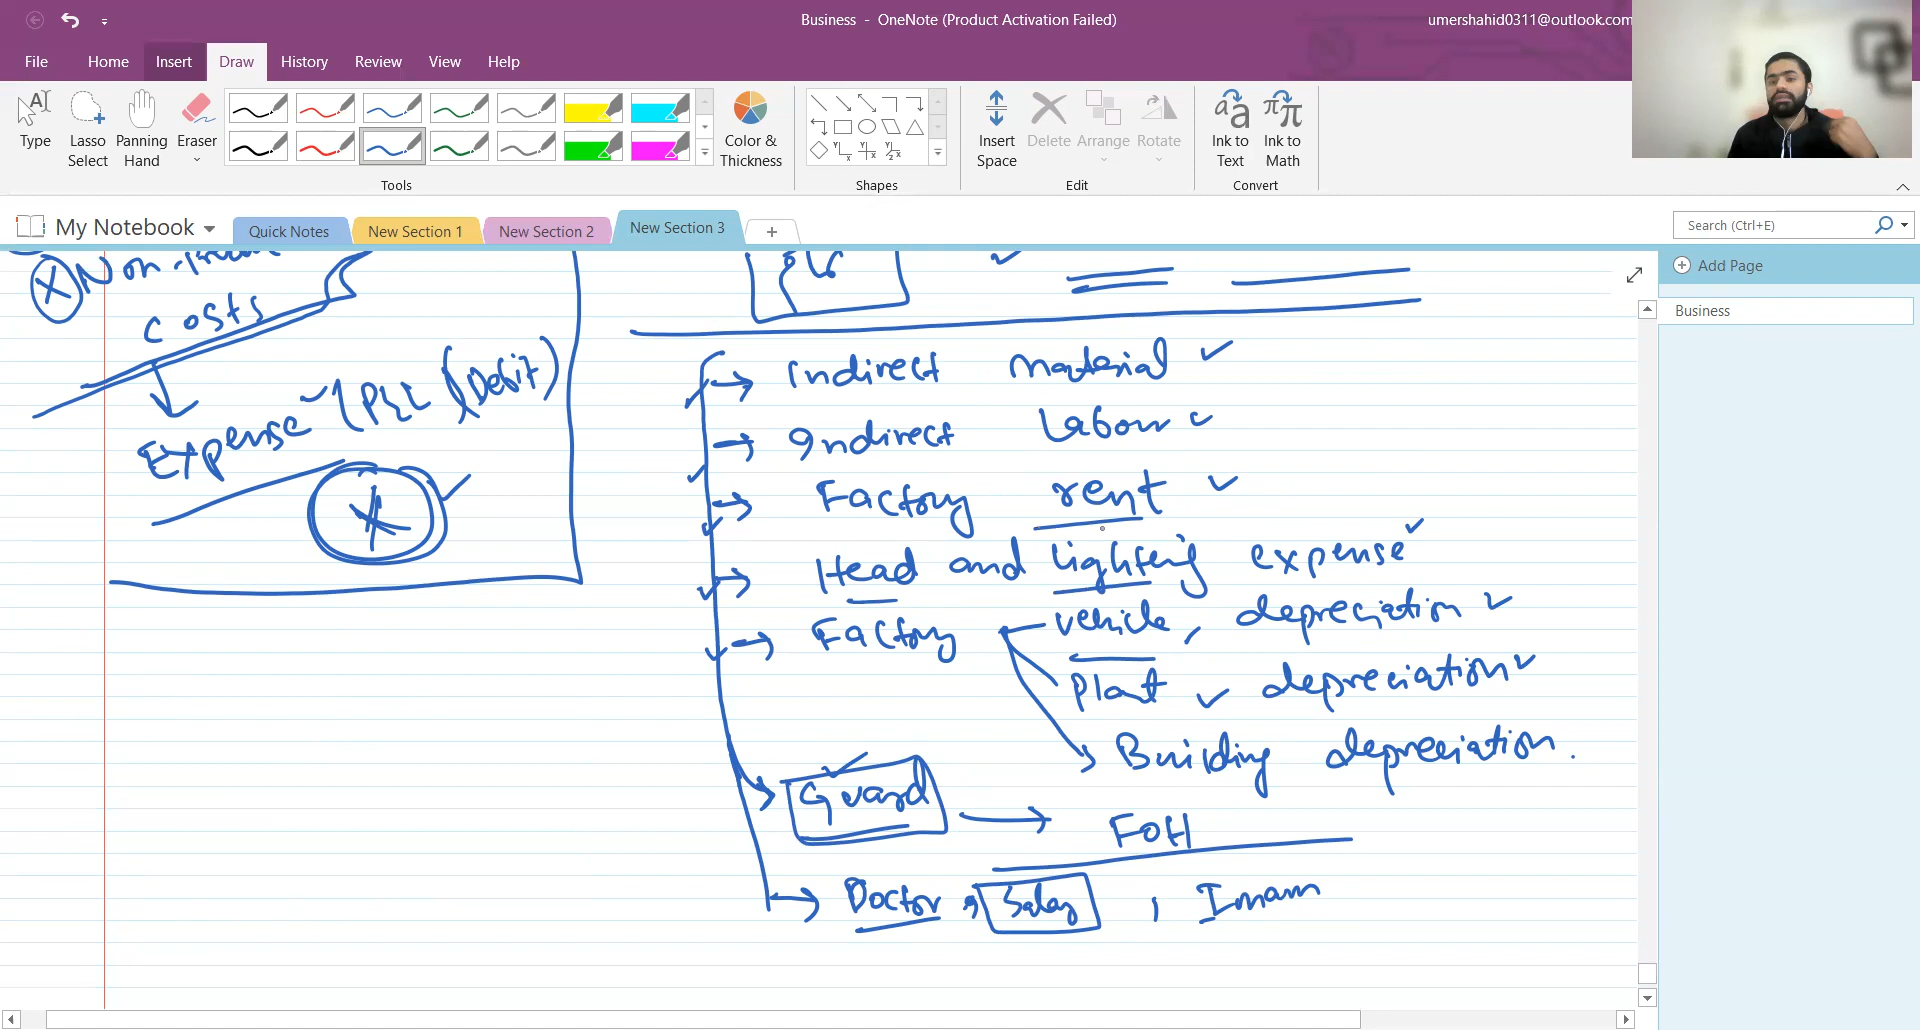 Business - OneNote (Product Activation Failed)
umershahid0311@outlook.com
File Home Insert Draw History Review View Help
Type
Lasso Select
Panning Hand
Eraser
Color & Thickness
Insert Space
Delete
Arrange
Rotate
Ink to Text
Ink to Math
Tools
Shapes
Edit
Convert
My Notebook
Quick Notes
New Section 1
New Section 2
New Section 3
Search (Ctrl+E)
Add Page
Business
X Non-
costs
Expense (P&L) (Debit)
Indirect Material
Indirect Labour
Factory rent
Head and lighting expense
Factory vehicle, depreciation
Plant depreciation
Building depreciation.
Guard FOH
Doctor, Salay, Imam